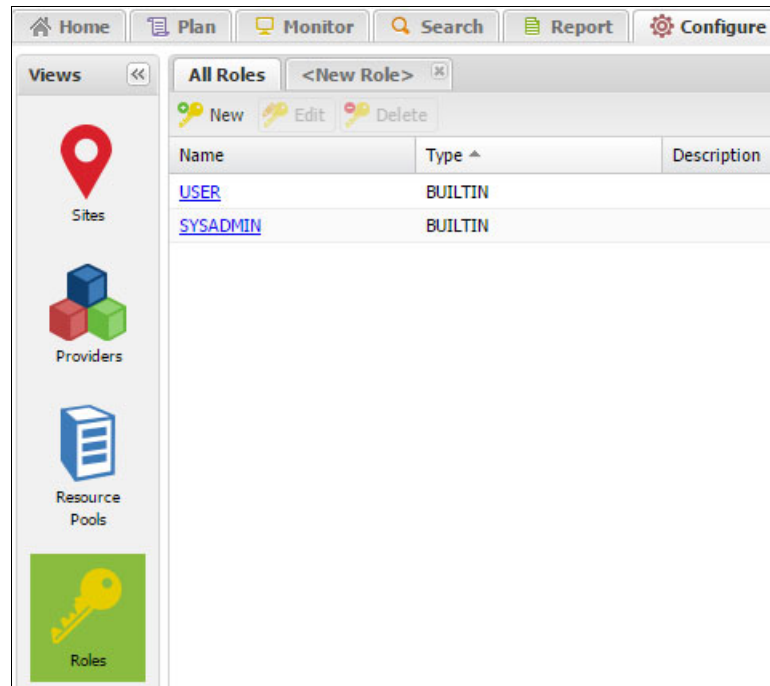 Home Plan Monitor Search Report Configure
Views All Roles <New Role>
New Edit Delete
Name Type Description
USER BUILTIN
SYSADMIN BUILTIN
Sites
Providers
Resource
Pools
Roles